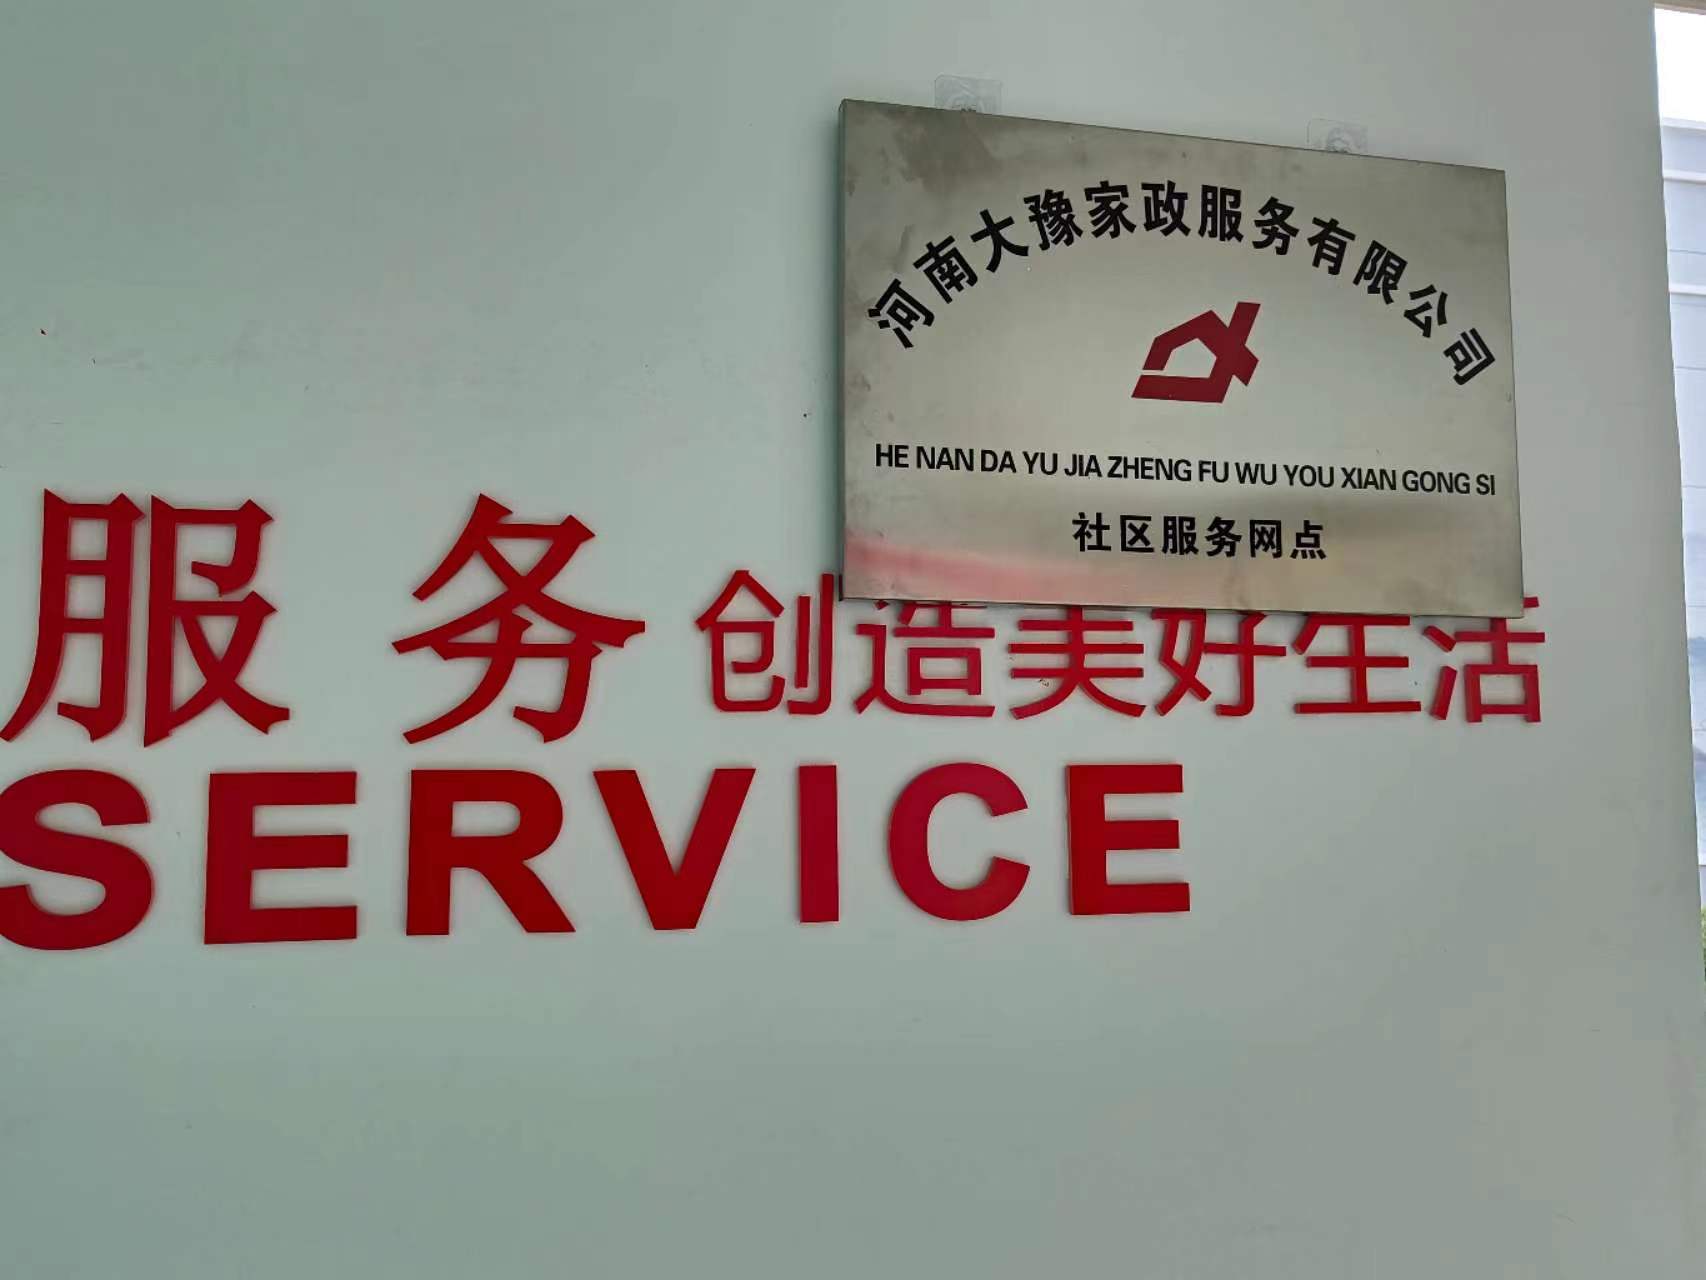 河南大豫家政服务有限公司
HE NAN DA YU JIA ZHENG FU WU YOU XIAN GONG SI
社区服务网点
服务 创造美好生活
SERVICE